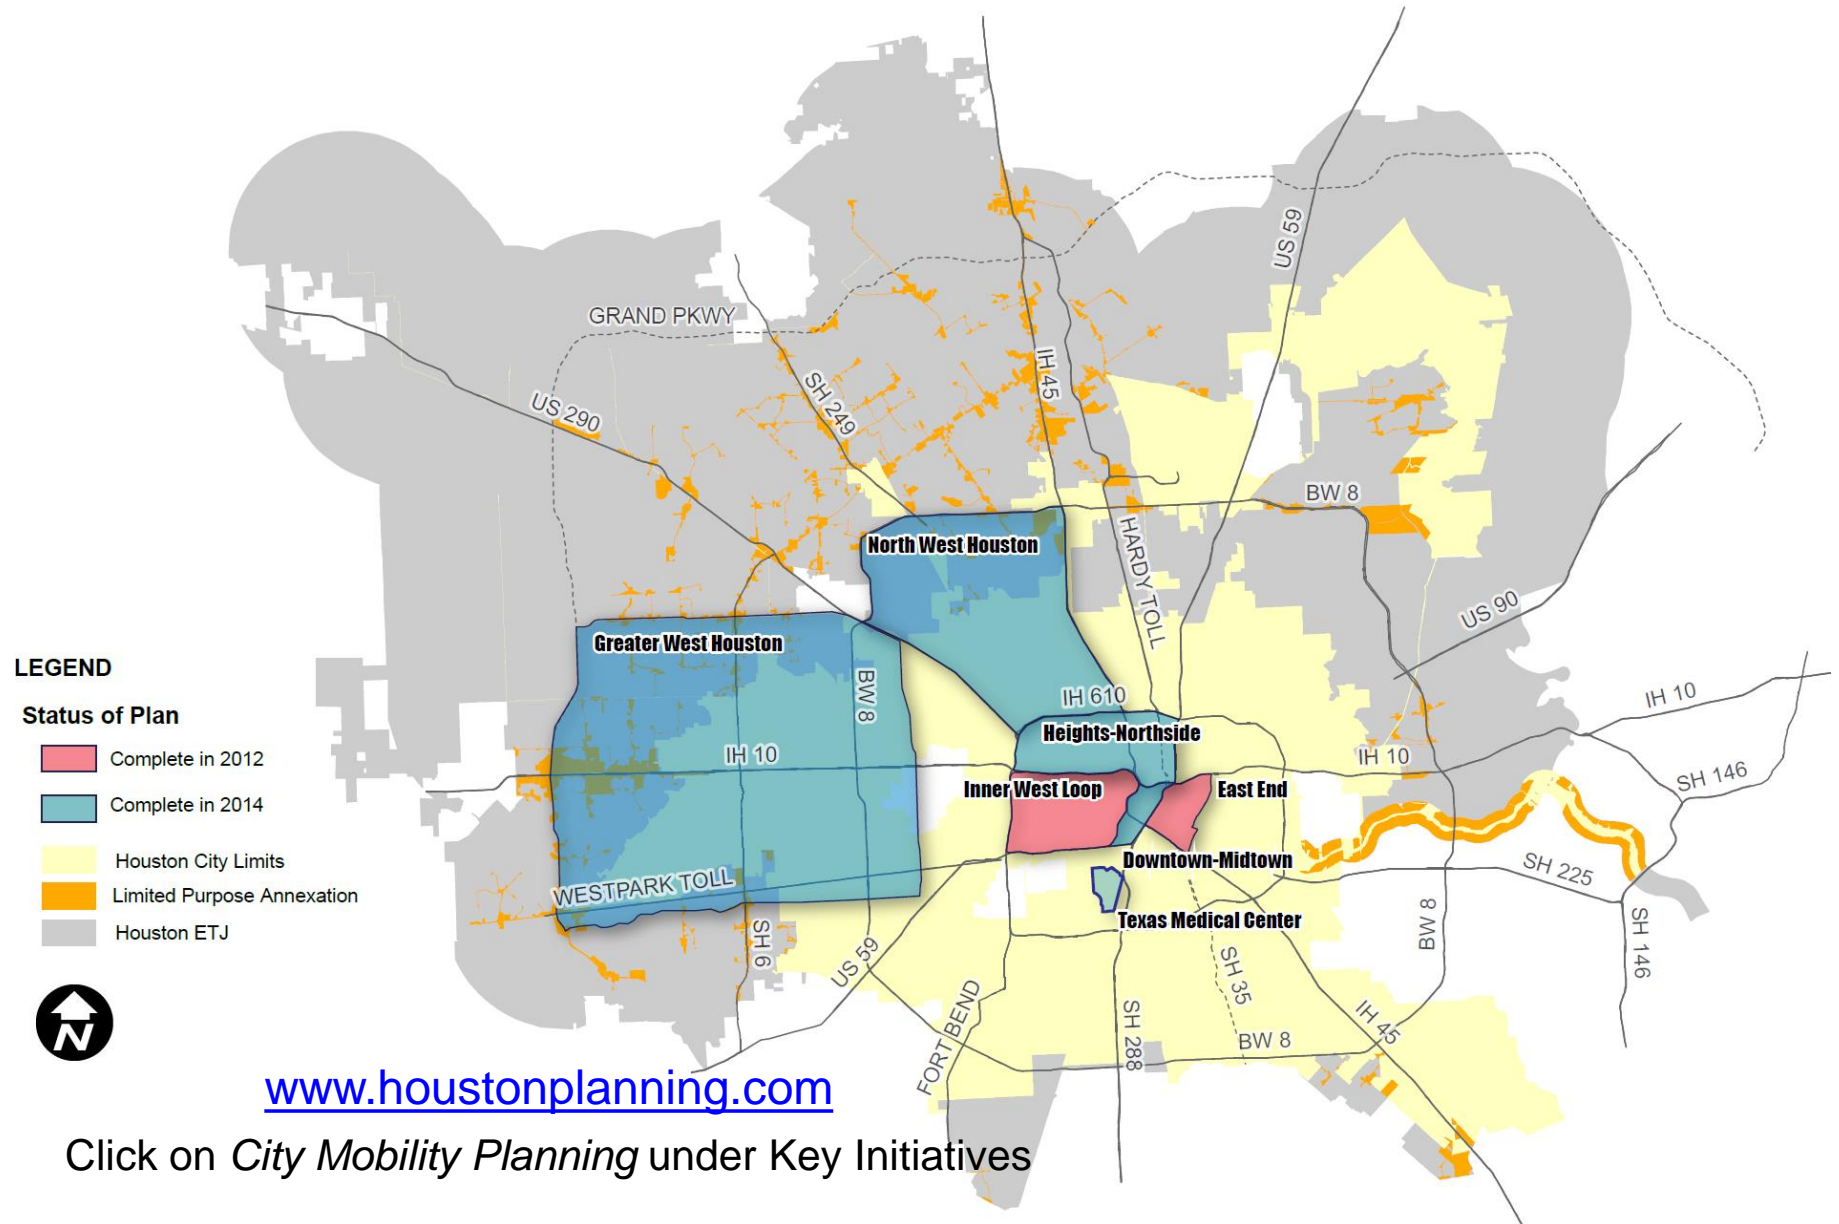 GRAND PKWY
US 290
SH 249
IH 45
US 59
BW 8
HARDY TOLL
US 90
North West Houston
Greater West Houston
BW 8
IH 610
Heights-Northside
IH 10
Inner West Loop
East End
IH 10
IH 10
SH 146
Downtown-Midtown
WESTPARK TOLL
Texas Medical Center
SH 225
SH 6
US 59
FORT BEND
SH 288
SH 35
BW 8
IH 45
BW 8
SH 146
LEGEND
Status of Plan
Complete in 2012
Complete in 2014
Houston City Limits
Limited Purpose Annexation
Houston ETJ
N
www.houstonplanning.com
Click on City Mobility Planning under Key Initiatives